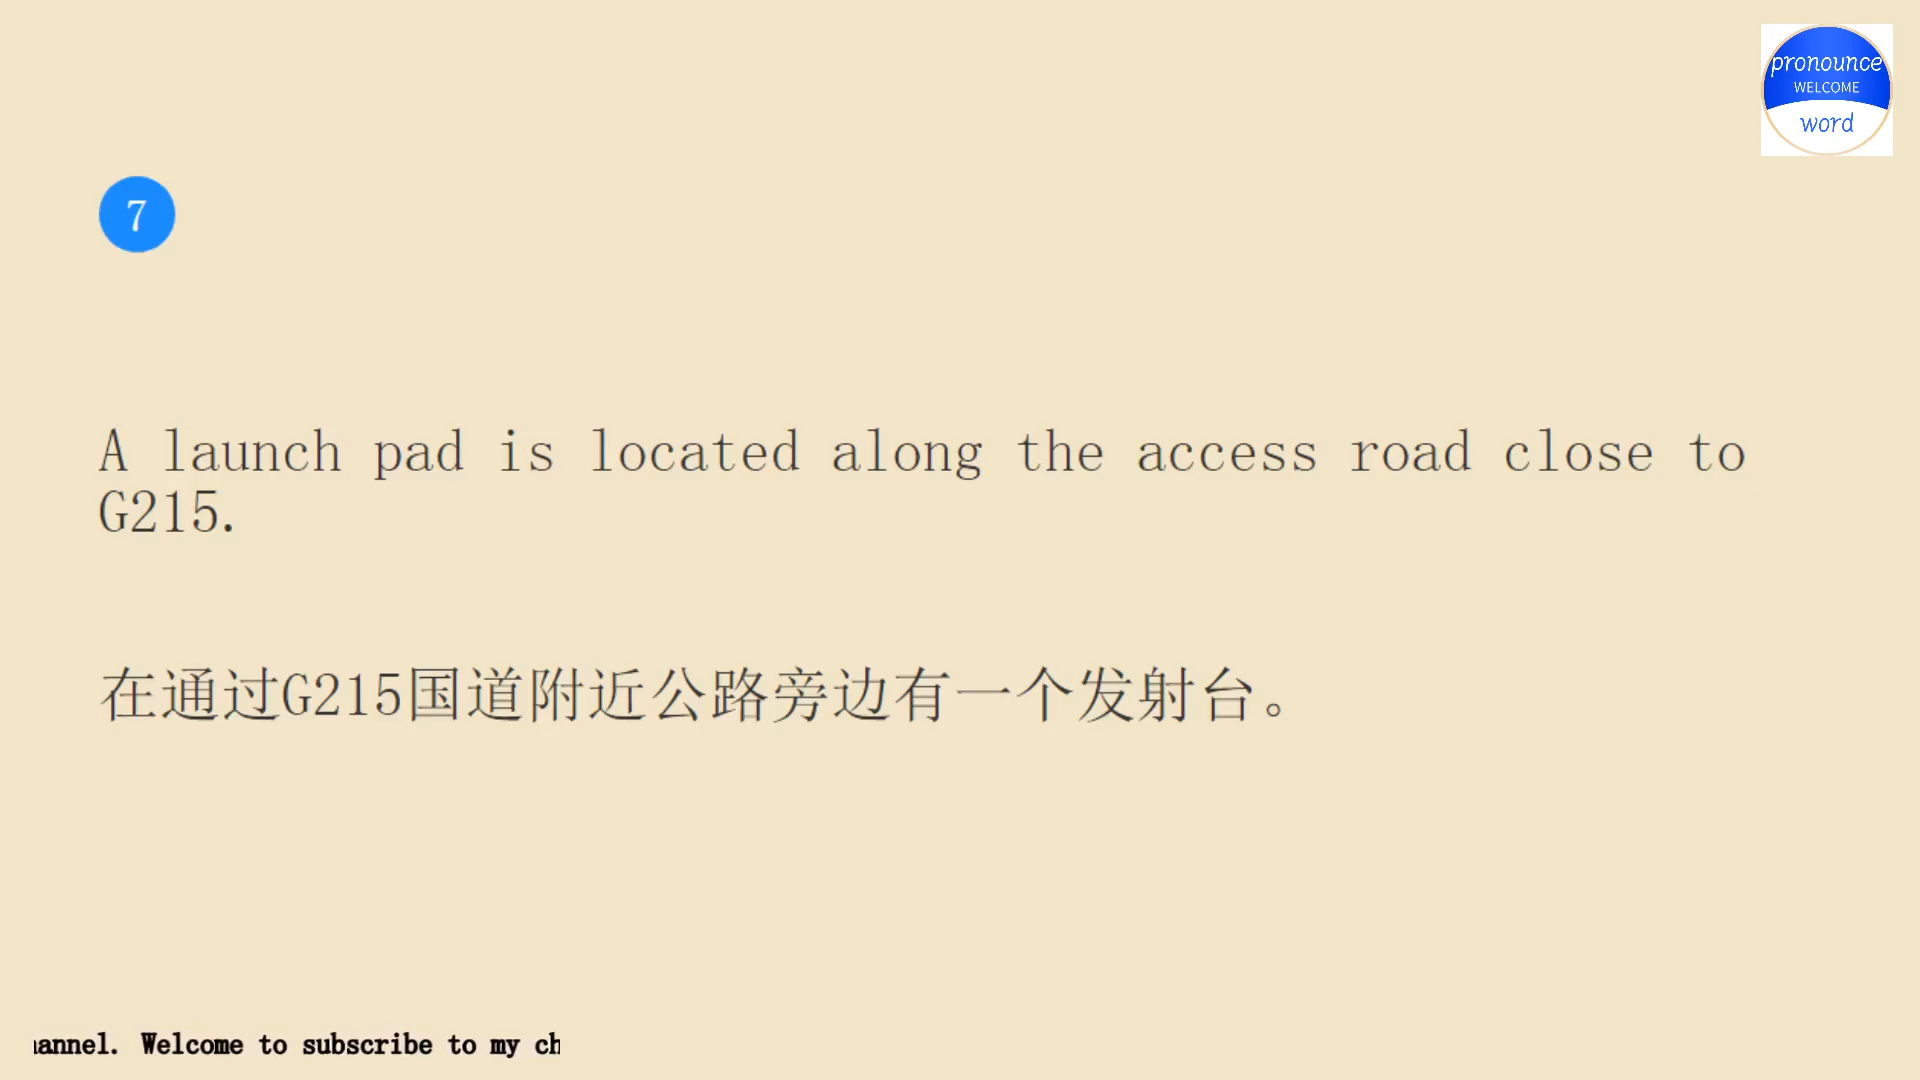 pronounce
WELCOME
word
7
A launch pad is located along the access road close to
G215.
在通过G215国道附近公路旁边有一个发射台。
annel. Welcome to subscribe to my ch